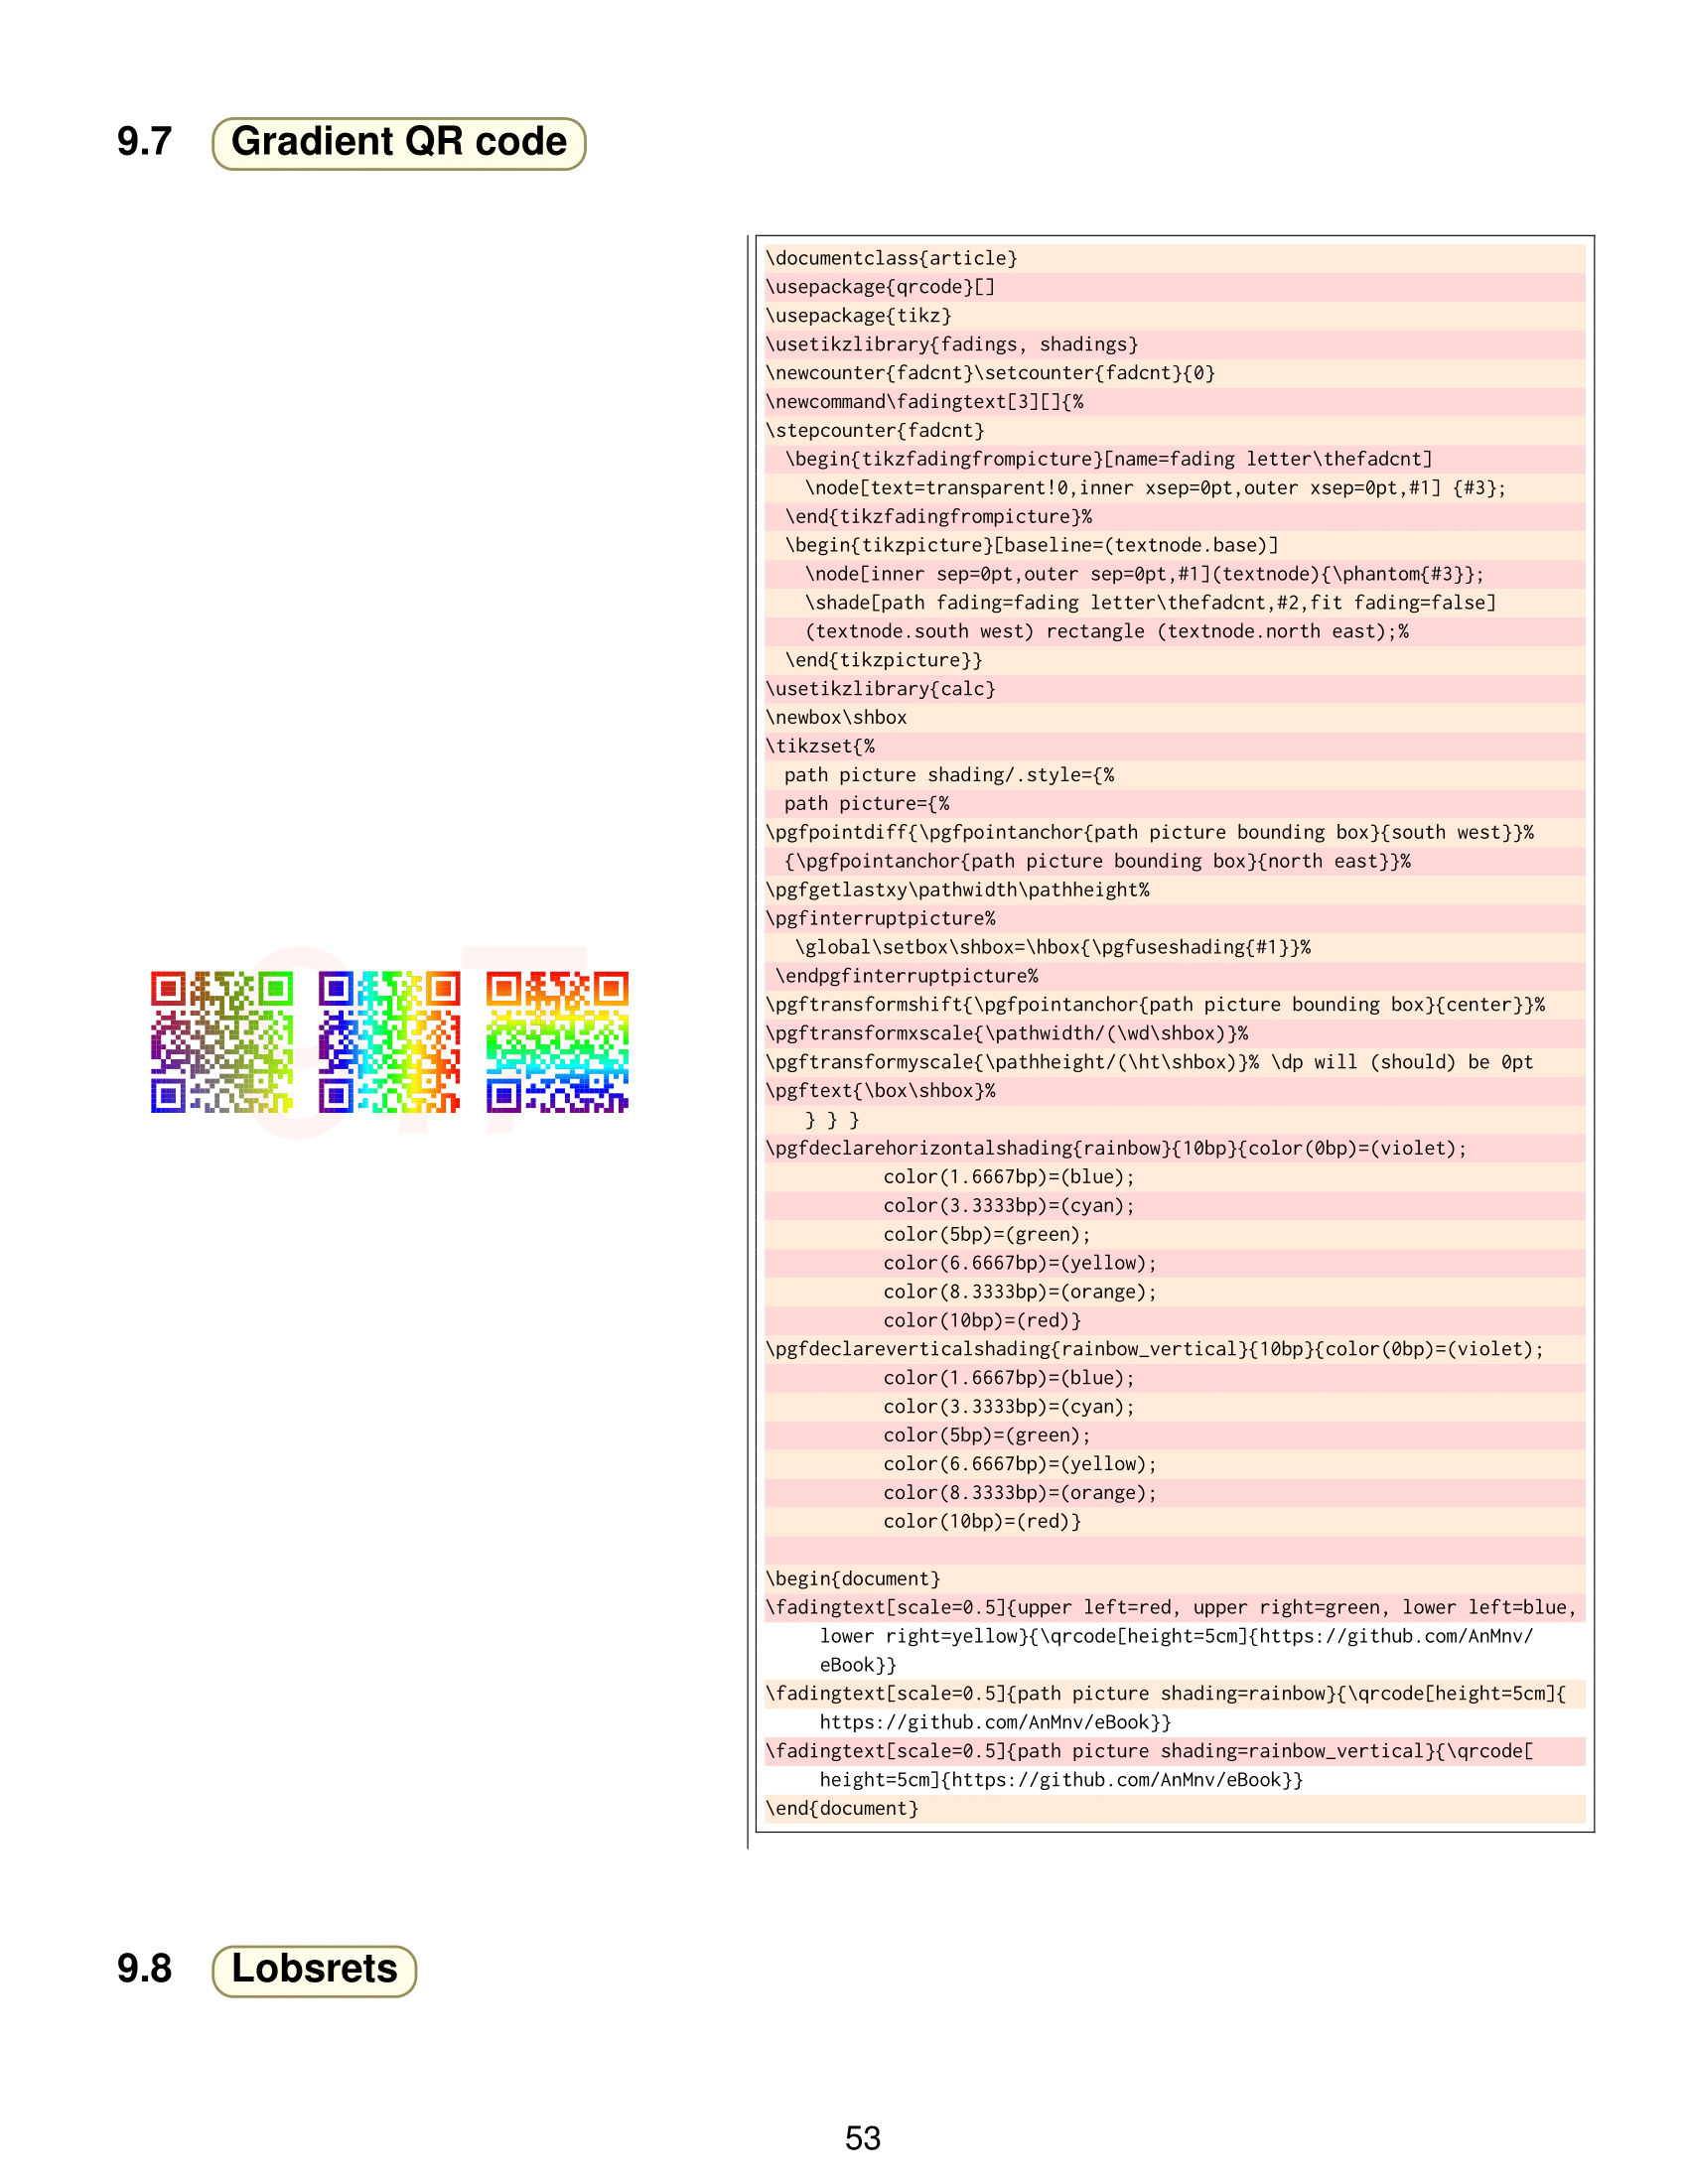 9.7 Gradient QR code
\documentclass{article}
\usepackage{qrcode}[]
\usepackage{tikz}
\usetikzlibrary{fadings, shadings}
\newcounter{fadcnt}\setcounter{fadcnt}{0}
\newcommand\fadingtext[3][]{%
\stepcounter{fadcnt}
\begin{tikzfadingfrompicture}[name=fading letter\thefadcnt]
\node[text=transparent!0,inner xsep=0pt,outer xsep=0pt,#1] {#3};
\end{tikzfadingfrompicture}%
\begin{tikzpicture}[baseline=(textnode.base)]
\node[inner sep=0pt,outer sep=0pt,#1](textnode){\phantom{#3}};
\shade[path fading=fading letter\thefadcnt,#2,fit fading=false]
(textnode.south west) rectangle (textnode.north east);%
\end{tikzpicture}}
\usetikzlibrary{calc}
\newbox\shbox
\tikzset{%
path picture shading/.style={%
path picture={%
\pgfpointdiff{\pgfpointanchor{path picture bounding box}{south west}}%
{\pgfpointanchor{path picture bounding box}{north east}}%
\pgfgetlastxy\pathwidth\pathheight%
\pgfinterruptpicture%
\global\setbox\shbox=\hbox{\pgfuseshading{#1}}%
\endpgfinterruptpicture%
\pgftransformshift{\pgfpointanchor{path picture bounding box}{center}}%
\pgftransformxscale{\pathwidth/(\wd\shbox)}%
\pgftransformyscale{\pathheight/(\ht\shbox)}% \dp will (should) be 0pt
\pgftext{\box\shbox}%
} } }
\pgfdeclarehorizontalshading{rainbow}{10bp}{color(0bp)=(violet);
color(1.6667bp)=(blue);
color(3.3333bp)=(cyan);
color(5bp)=(green);
color(6.6667bp)=(yellow);
color(8.3333bp)=(orange);
color(10bp)=(red)}
\pgfdeclareverticalshading{rainbow_vertical}{10bp}{color(0bp)=(violet);
color(1.6667bp)=(blue);
color(3.3333bp)=(cyan);
color(5bp)=(green);
color(6.6667bp)=(yellow);
color(8.3333bp)=(orange);
color(10bp)=(red)}
\begin{document}
\fadingtext[scale=0.5]{upper left=red, upper right=green, lower left=blue,
lower right=yellow}{\qrcode[height=5cm]{https://github.com/AnMnv/
eBook}}
\fadingtext[scale=0.5]{path picture shading=rainbow}{\qrcode[height=5cm]{
https://github.com/AnMnv/eBook}}
\fadingtext[scale=0.5]{path picture shading=rainbow_vertical}{\qrcode[
height=5cm]{https://github.com/AnMnv/eBook}}
\end{document}
9.7
9.8 Lobsrets
53